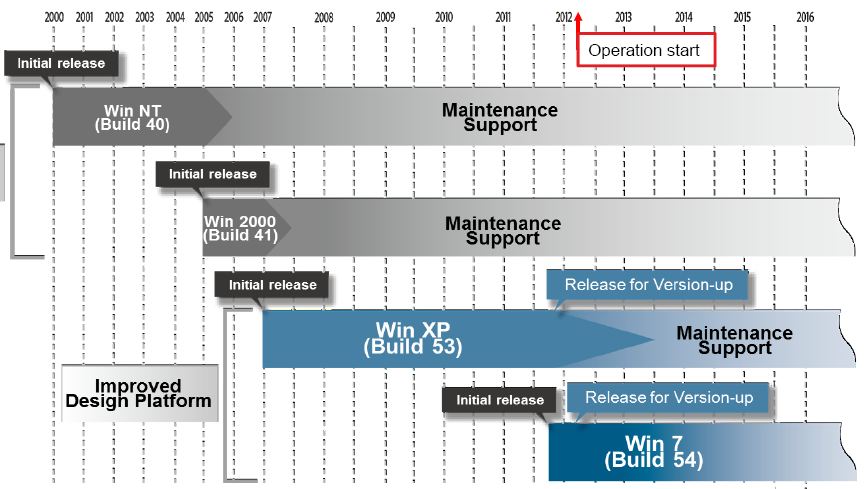 2000 2001 2002 2003 2004 2005 2006 2007 2008 2009 2010 2011 2012 2013 2014 2015 2016
Operation start
Initial release
Win NT
(Build 40)
Maintenance
Support
Initial release
Win 2000
(Build 41)
Maintenance
Support
Initial release
Release for Version-up
Win XP
(Build 53)
Maintenance
Support
Improved
Design Platform
Initial release
Release for Version-up
Win 7
(Build 54)